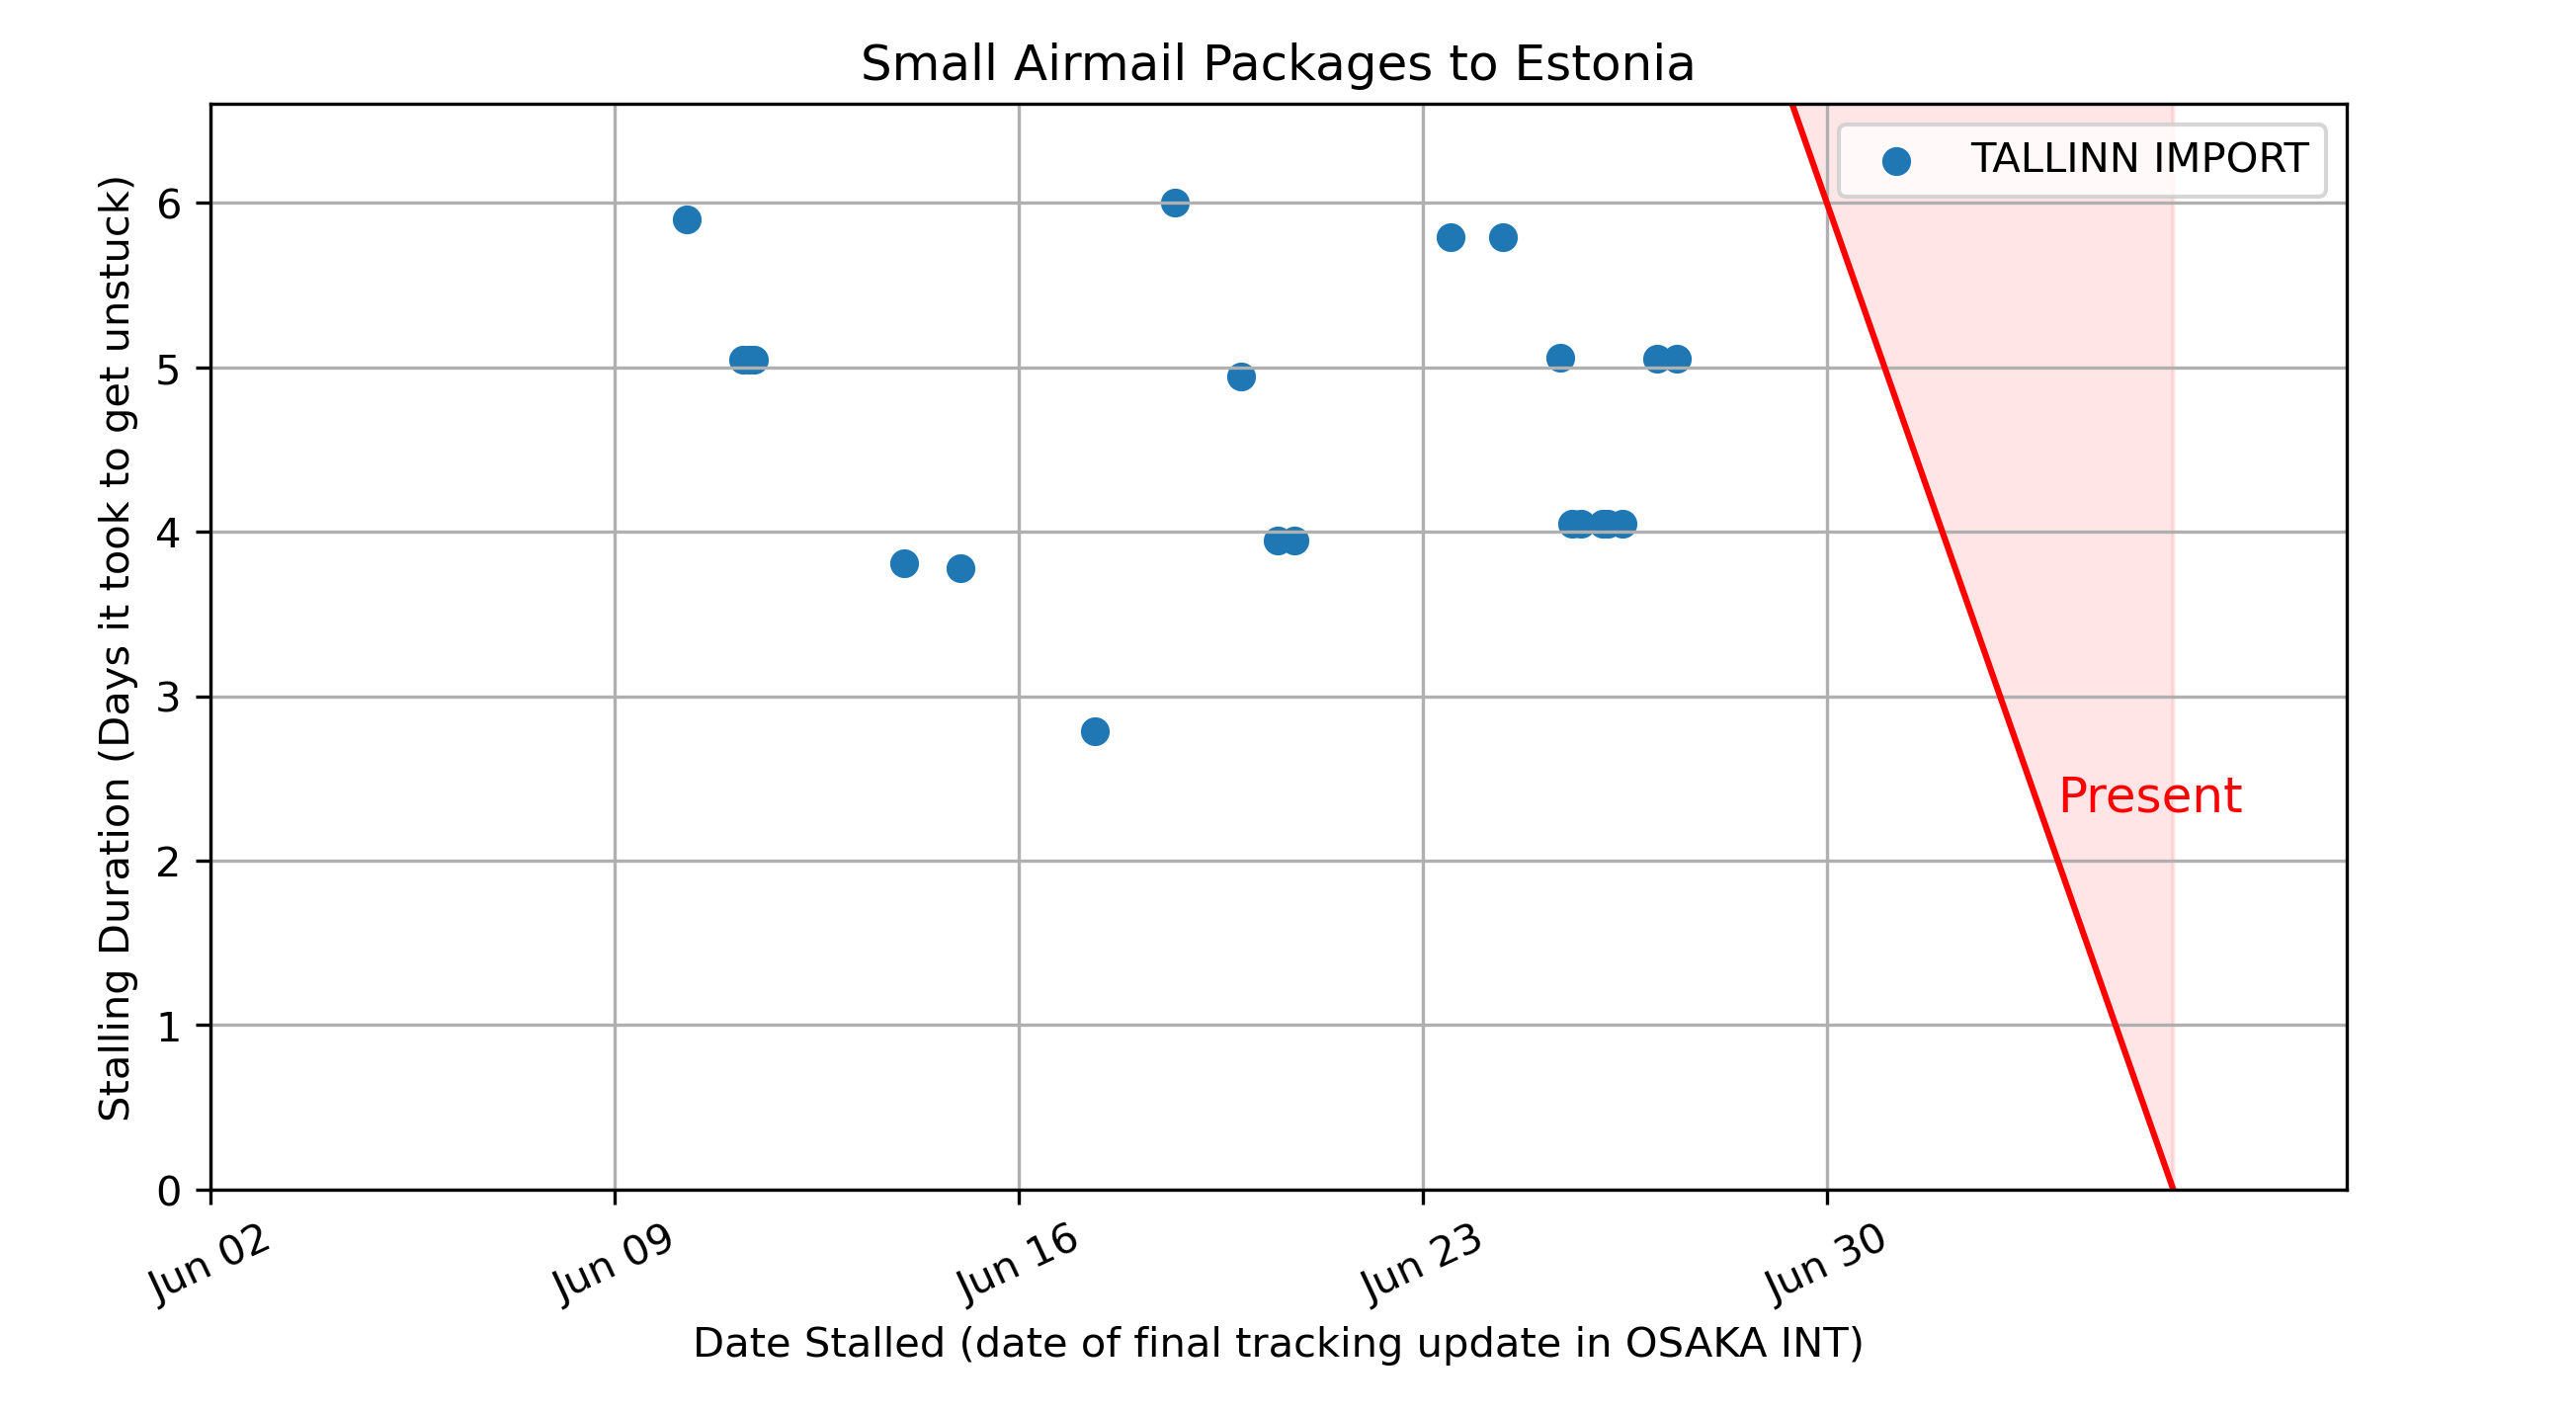 Small Airmail Packages to Estonia
TALLINN IMPORT
Stalling Duration (Days it took to get unstuck)
6
5
4
3
2
1
0
Present
Jun 02
Jun 09
Jun 16
Jun 23
Jun 30
Date Stalled (date of final tracking update in OSAKA INT)